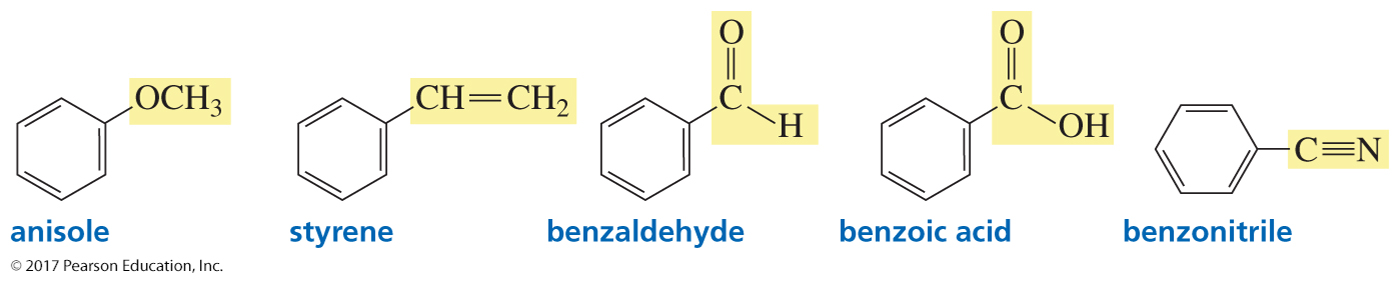 OCH₃
CH=CH₂
O
C
H
O
C
OH
C≡N
anisole
styrene
benzaldehyde
benzoic acid
benzonitrile
© 2017 Pearson Education, Inc.